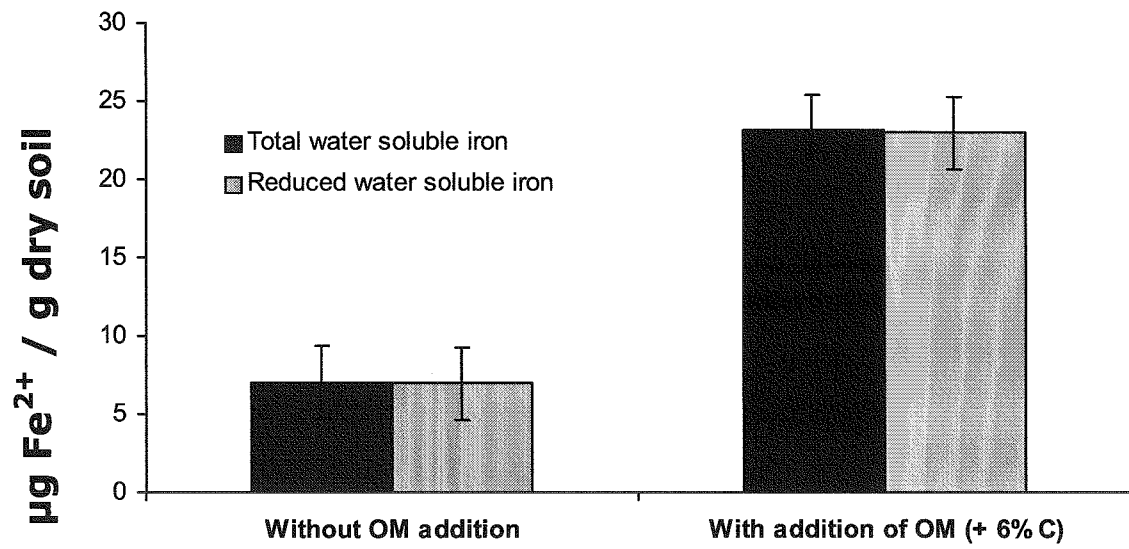 µg Fe²⁺ / g dry soil
30
25
20
15
10
5
0
Total water soluble iron
Reduced water soluble iron
Without OM addition
With addition of OM (+ 6% C)